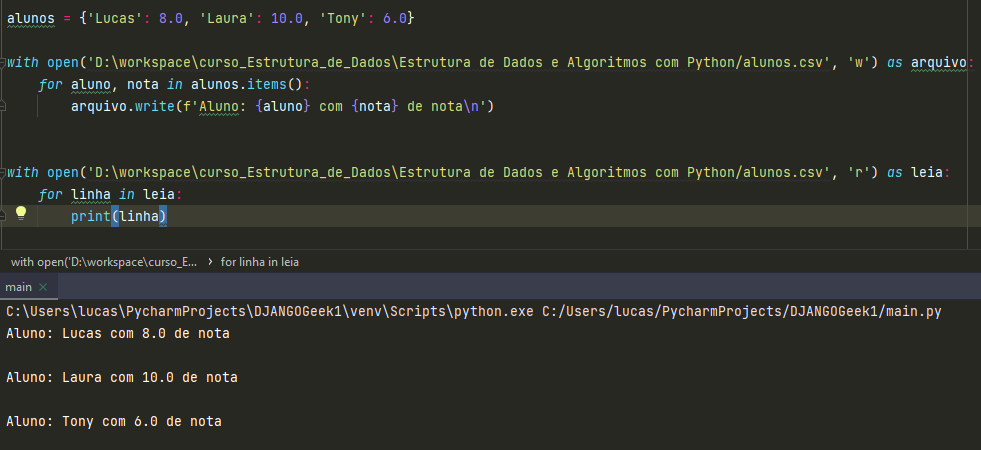 alunos = {'Lucas': 8.0, 'Laura': 10.0, 'Tony': 6.0}
with open('D:\workspace\curso_Estrutura_de_Dados\Estrutura de Dados e Algoritmos com Python/alunos.csv', 'w') as arquivo:
    for aluno, nota in alunos.items():
        arquivo.write(f'Aluno: {aluno} com {nota} de nota\n')
with open('D:\workspace\curso_Estrutura_de_Dados\Estrutura de Dados e Algoritmos com Python/alunos.csv', 'r') as leia:
    for linha in leia:
        print(linha)
with open('D:\workspace\curso_E... › for linha in leia
main ×
C:\Users\lucas\PycharmProjects\DJANGOGeek1\venv\Scripts\python.exe C:/Users/lucas/PycharmProjects/DJANGOGeek1/main.py
Aluno: Lucas com 8.0 de nota
Aluno: Laura com 10.0 de nota
Aluno: Tony com 6.0 de nota